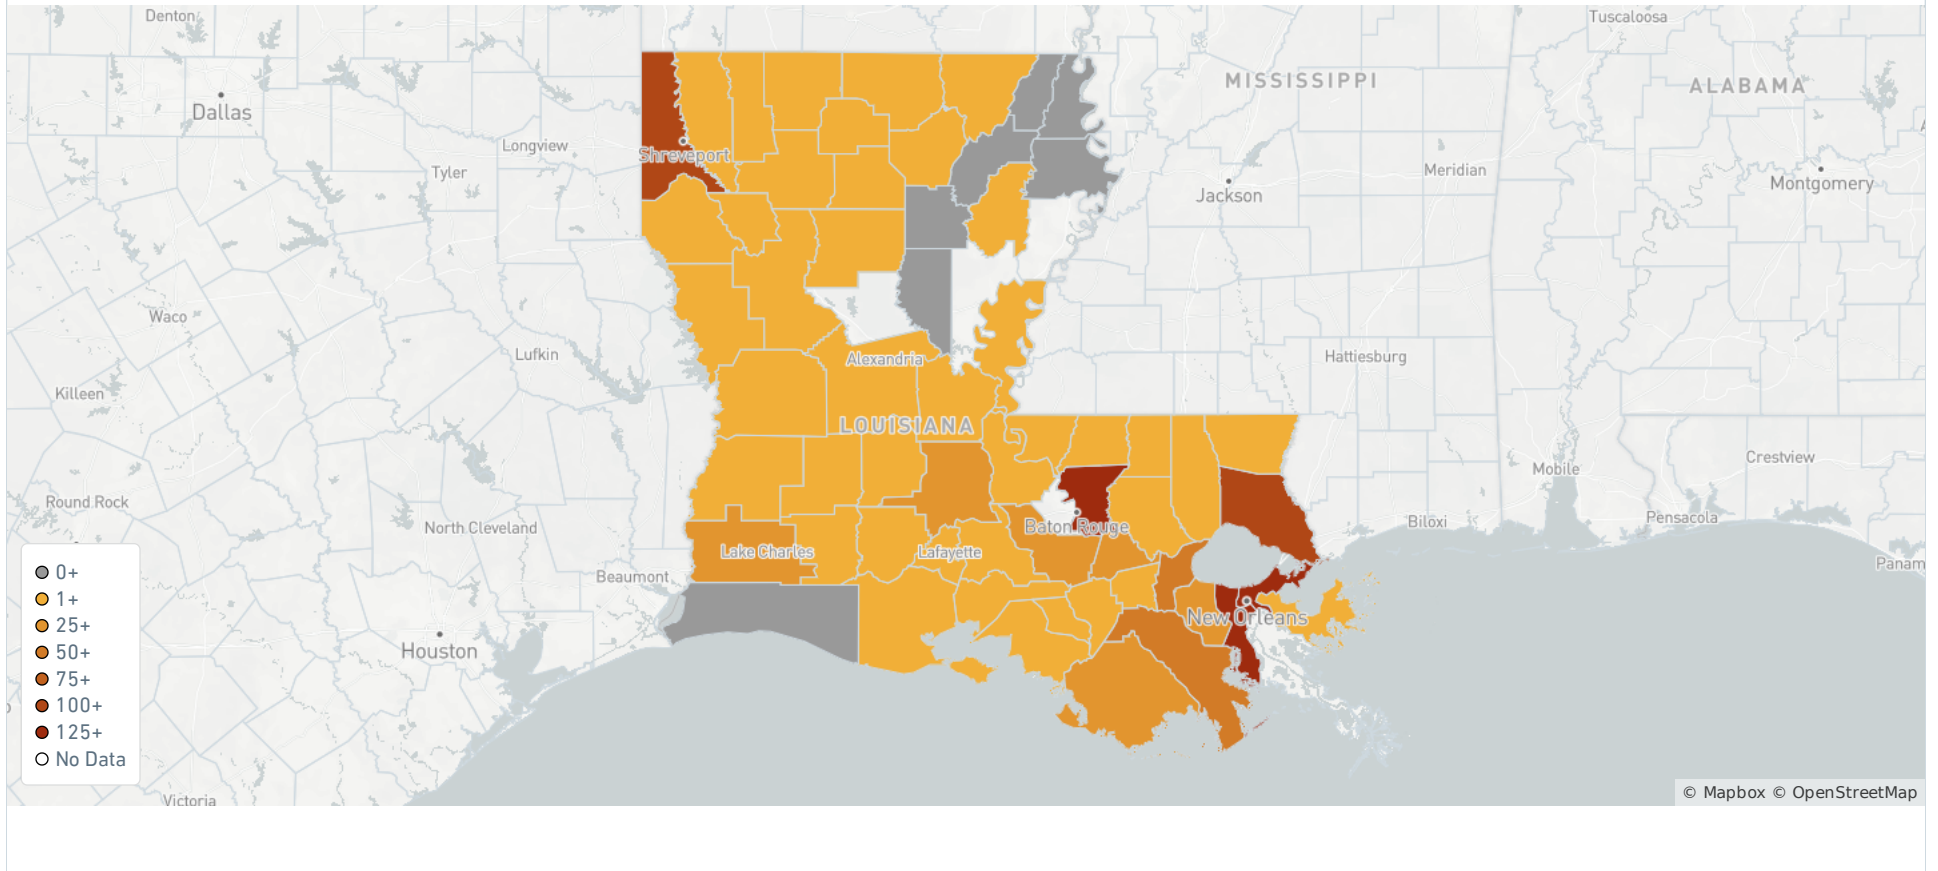 Denton
Tuscaloosa
MISSISSIPPI
ALABAMA
Dallas
Longview
Shreveport
Tyler
Meridian
Jackson
Montgomery
Waco
Lufkin
Alexandria
Hattiesburg
Killeen
LOUISIANA
Mobile
Crestview
Round Rock
North Cleveland
Baton Rouge
Biloxi
Pensacola
Lake Charles
Lafayette
Beaumont
Panam
New Orleans
Houston
Victoria
0+
1+
25+
50+
75+
100+
125+
No Data
© Mapbox © OpenStreetMap